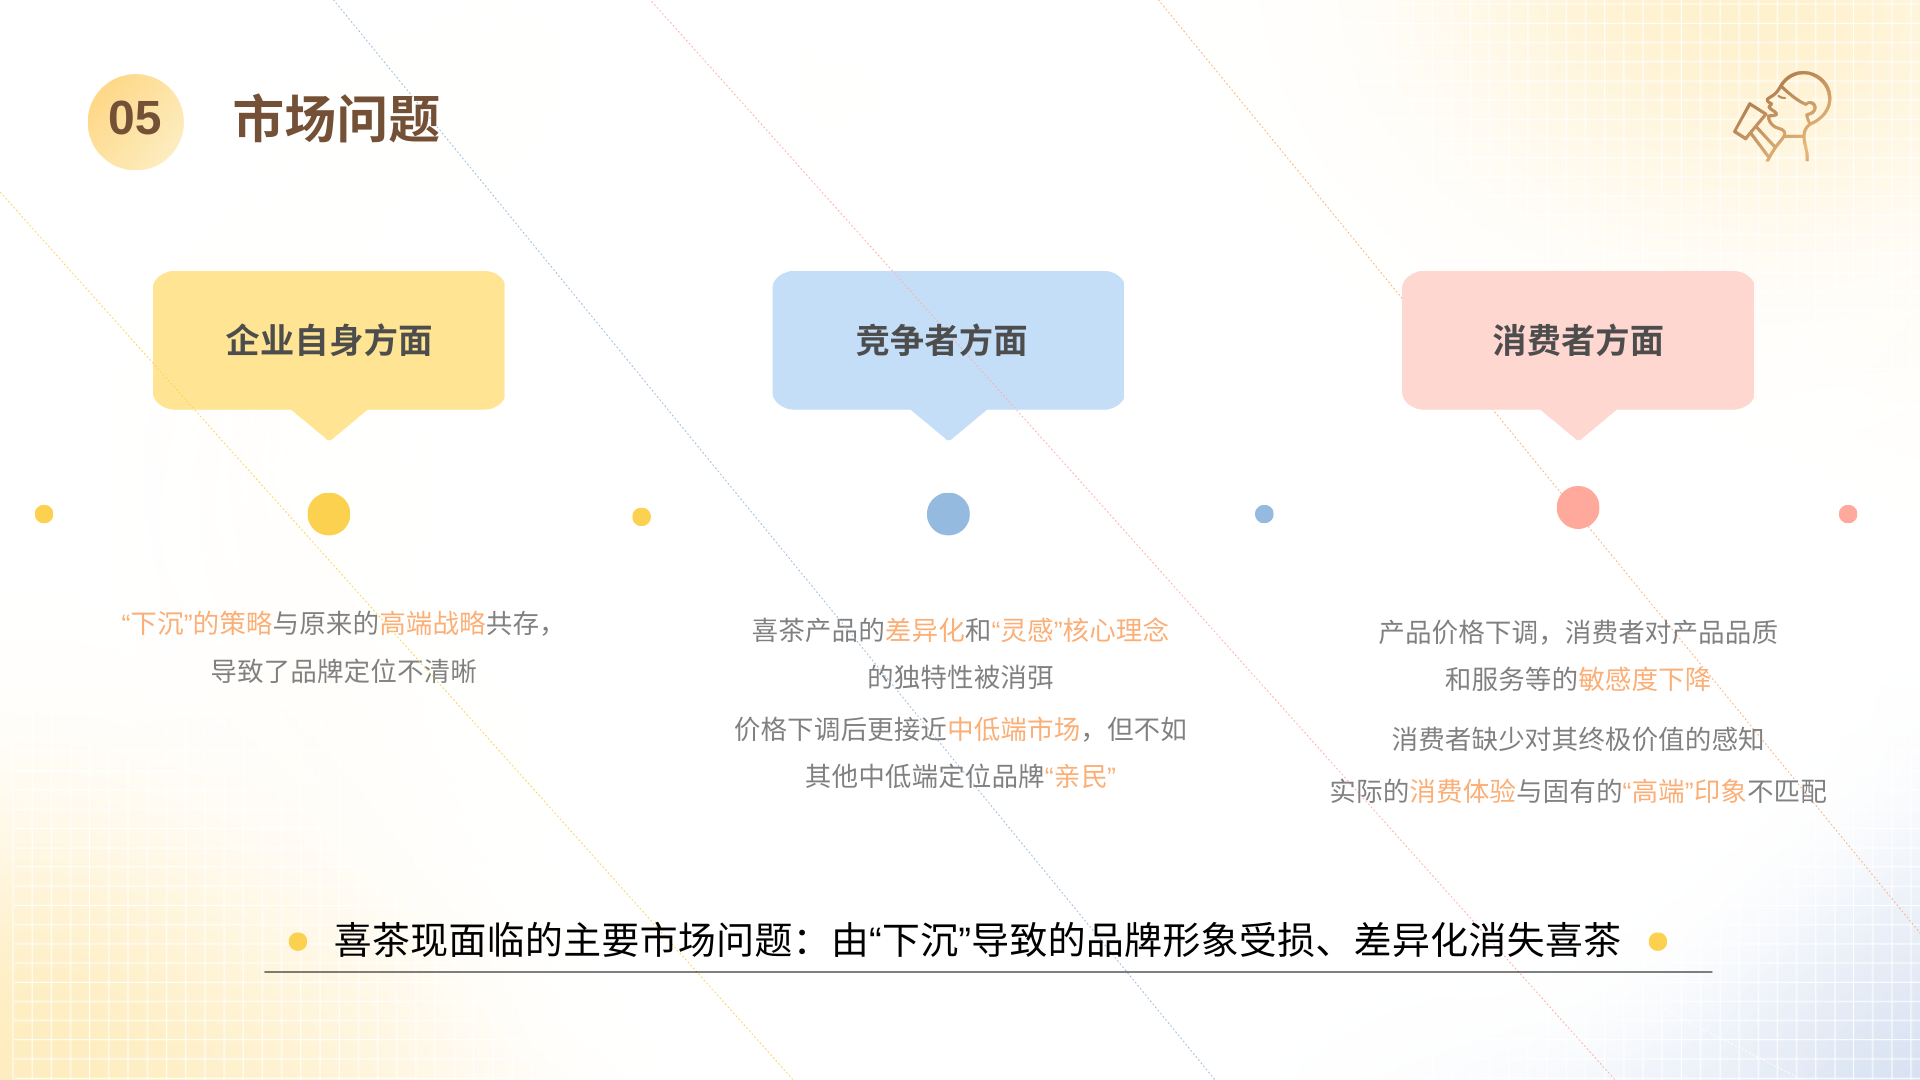 05
市场问题
企业自身方面
竞争者方面
消费者方面
“下沉”的策略与原来的高端战略共存，
导致了品牌定位不清晰
喜茶产品的差异化和“灵感”核心理念
的独特性被消弭
价格下调后更接近中低端市场，但不如
其他中低端定位品牌“亲民”
产品价格下调，消费者对产品品质
和服务等的敏感度下降
消费者缺少对其终极价值的感知
实际的消费体验与固有的“高端”印象不匹配
喜茶现面临的主要市场问题：由“下沉”导致的品牌形象受损、差异化消失喜茶